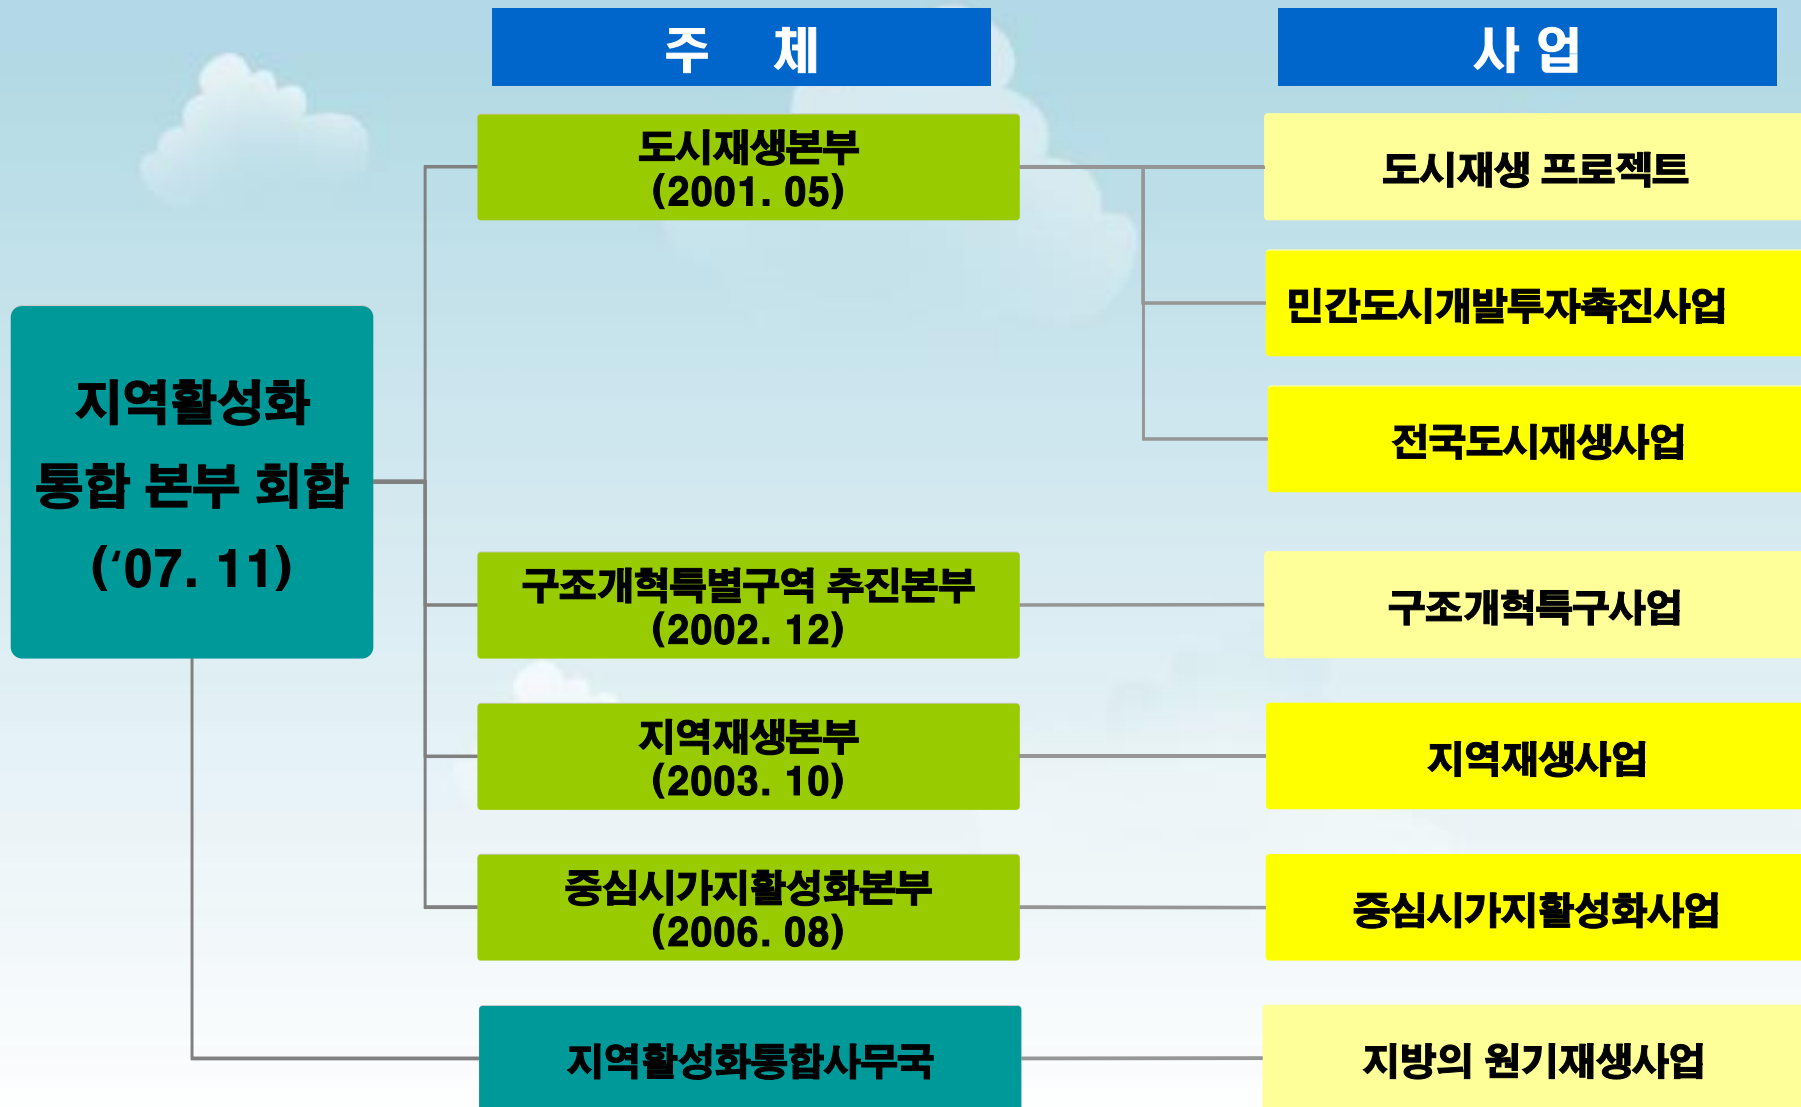 주 체
사 업
지역활성화
통합 본부 회합
(‘07. 11)
도시재생본부
(2001. 05)
도시재생 프로젝트
민간도시개발투자촉진사업
전국도시재생사업
구조개혁특별구역 추진본부
(2002. 12)
구조개혁특구사업
지역재생본부
(2003. 10)
지역재생사업
중심시가지활성화본부
(2006. 08)
중심시가지활성화사업
지역활성화통합사무국
지방의 원기재생사업